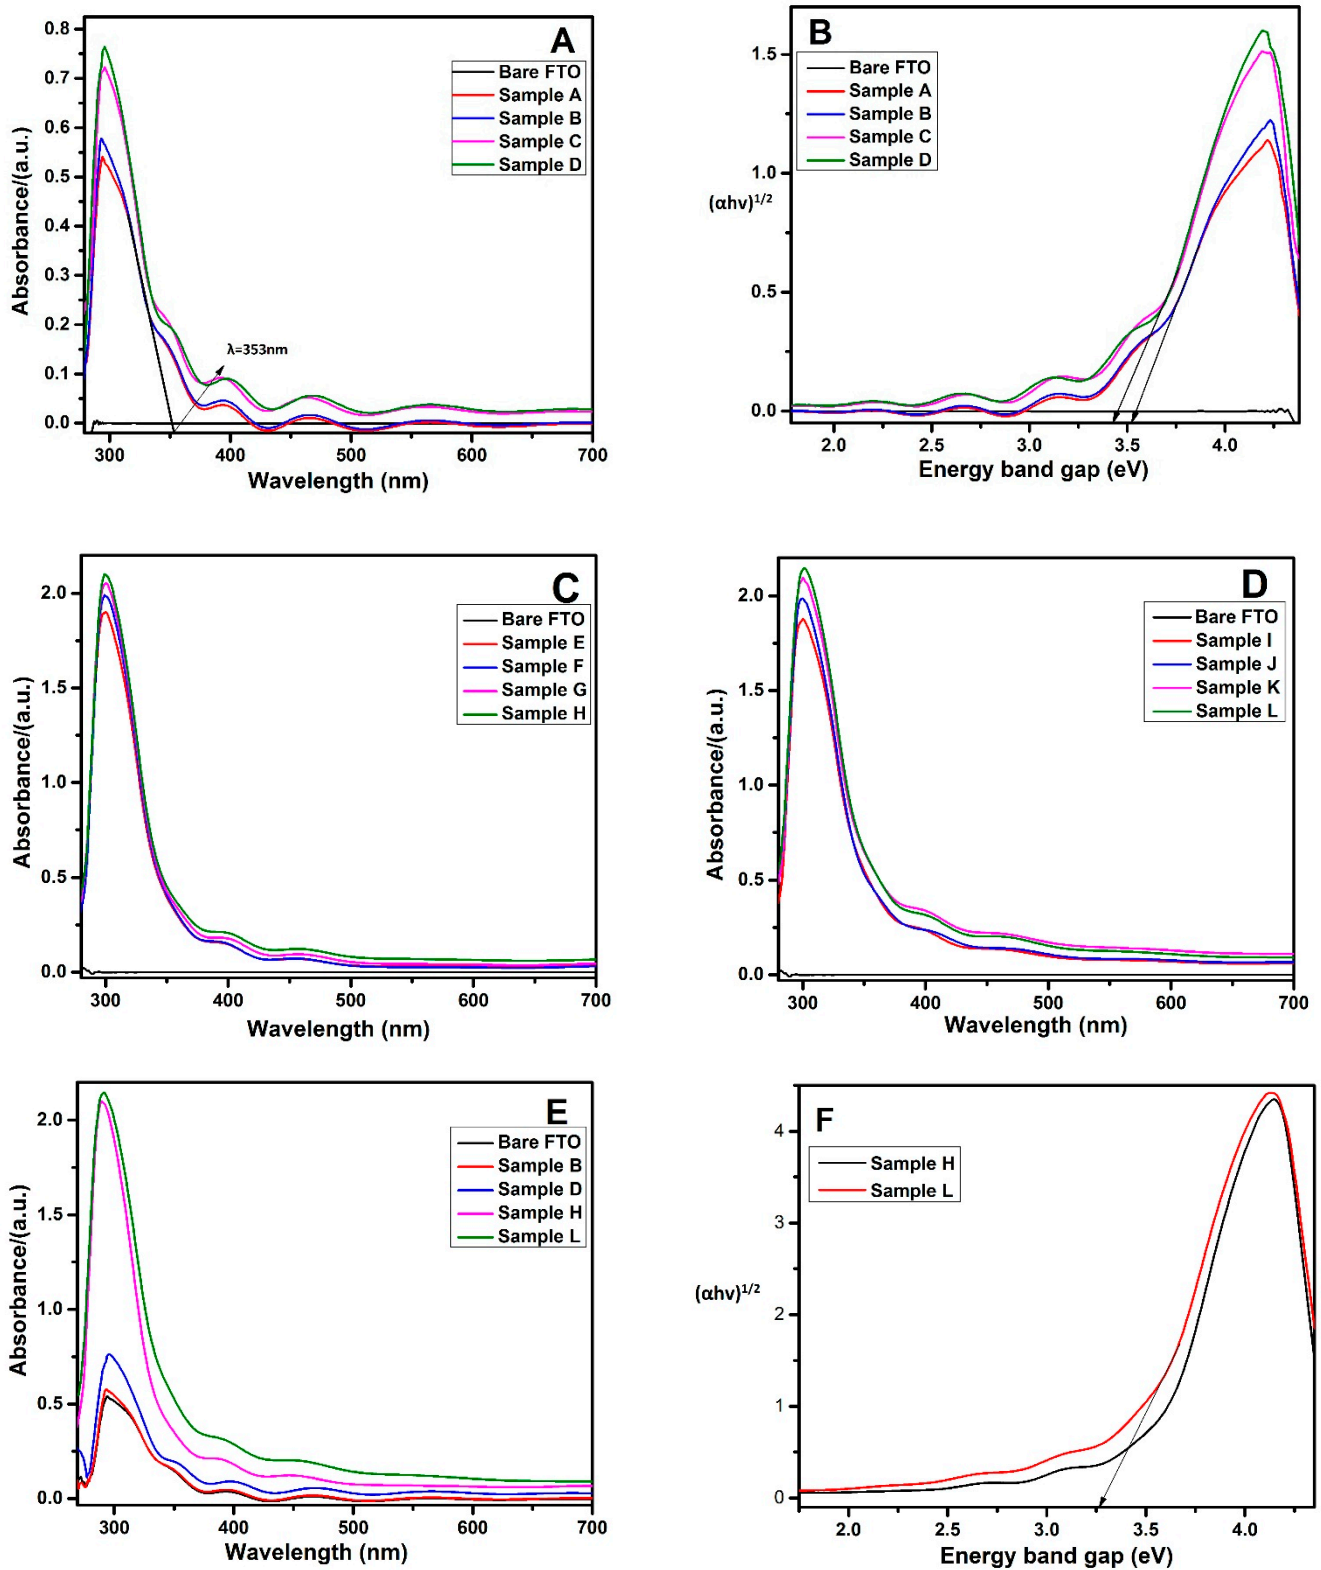 A
Absorbance/(a.u.)
0.8
0.7
0.6
0.5
0.4
0.3
0.2
0.1
0.0
Bare FTO
Sample A
Sample B
Sample C
Sample D
λ=353nm
300
400
500
600
700
Wavelength (nm)
B
(αhv)1/2
1.5
1.0
0.5
0.0
Bare FTO
Sample A
Sample B
Sample C
Sample D
2.0
2.5
3.0
3.5
4.0
Energy band gap (eV)
C
Absorbance/(a.u.)
2.0
1.5
1.0
0.5
0.0
Bare FTO
Sample E
Sample F
Sample G
Sample H
300
400
500
600
700
Wavelength (nm)
D
Absorbance/(a.u.)
2.0
1.5
1.0
0.5
0.0
Bare FTO
Sample I
Sample J
Sample K
Sample L
300
400
500
600
700
Wavelength (nm)
E
Absorbance/(a.u.)
2.0
1.5
1.0
0.5
0.0
Bare FTO
Sample B
Sample D
Sample H
Sample L
300
400
500
600
700
Wavelength (nm)
F
(αhv)1/2
4
3
2
1
0
Sample H
Sample L
2.0
2.5
3.0
3.5
4.0
Energy band gap (eV)